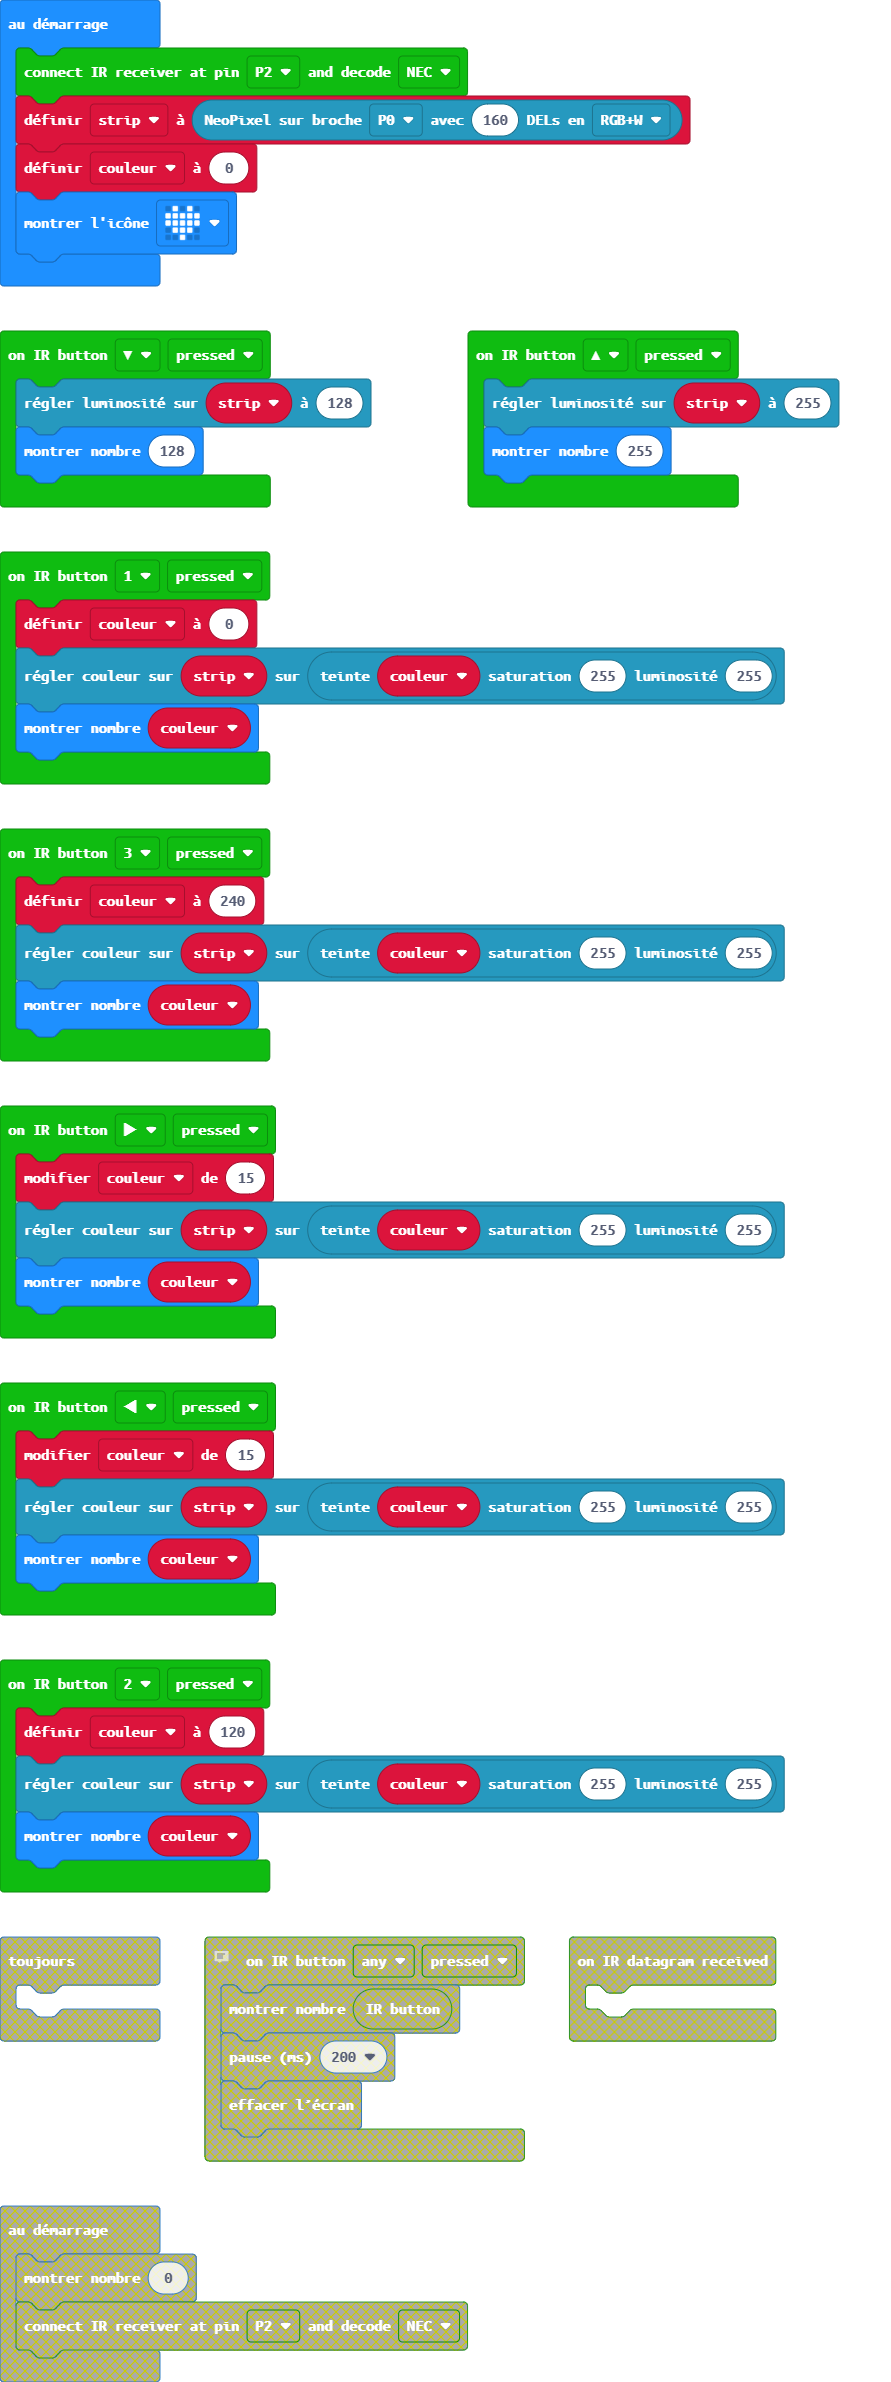 au démarrage
connect IR receiver at pin P2 and decode NEC
définir strip à NeoPixel sur broche P0 avec 160 DELs en RGB+W
définir couleur à 0
montrer l'icône
on IR button ▼ pressed
régler luminosité sur strip à 128
montrer nombre 128
on IR button ▲ pressed
régler luminosité sur strip à 255
montrer nombre 255
on IR button 1 pressed
définir couleur à 0
régler couleur sur strip sur teinte couleur saturation 255 luminosité 255
montrer nombre couleur
on IR button 3 pressed
définir couleur à 240
régler couleur sur strip sur teinte couleur saturation 255 luminosité 255
montrer nombre couleur
on IR button ▶ pressed
modifier couleur de 15
régler couleur sur strip sur teinte couleur saturation 255 luminosité 255
montrer nombre couleur
on IR button ◀ pressed
modifier couleur de 15
régler couleur sur strip sur teinte couleur saturation 255 luminosité 255
montrer nombre couleur
on IR button 2 pressed
définir couleur à 120
régler couleur sur strip sur teinte couleur saturation 255 luminosité 255
montrer nombre couleur
toujours
on IR button any pressed
montrer nombre IR button
pause (ms) 200
effacer l'écran
on IR datagram received
au démarrage
montrer nombre 0
connect IR receiver at pin P2 and decode NEC